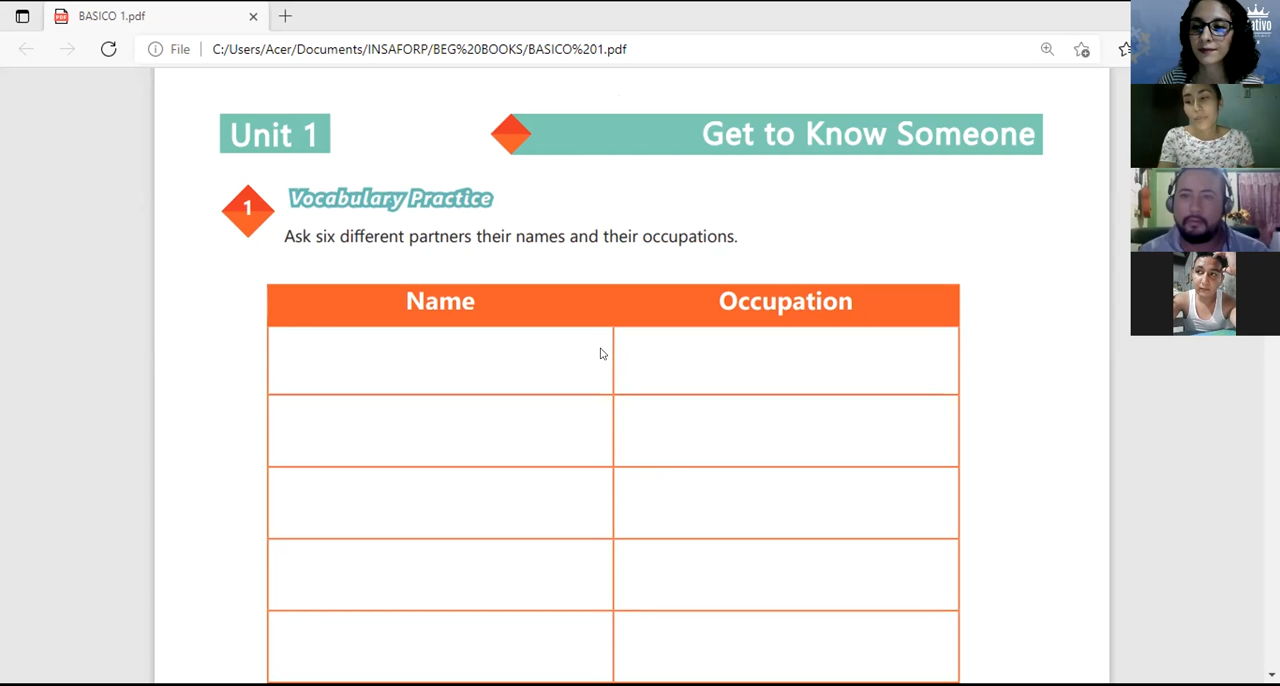 BASICO 1.pdf
File
C:/Users/Acer/Documents/INSAFORP/BEG%20BOOKS/BASICO%201.pdf
Unit 1
Get to Know Someone
1
Vocabulary Practice
Ask six different partners their names and their occupations.
Name
Occupation